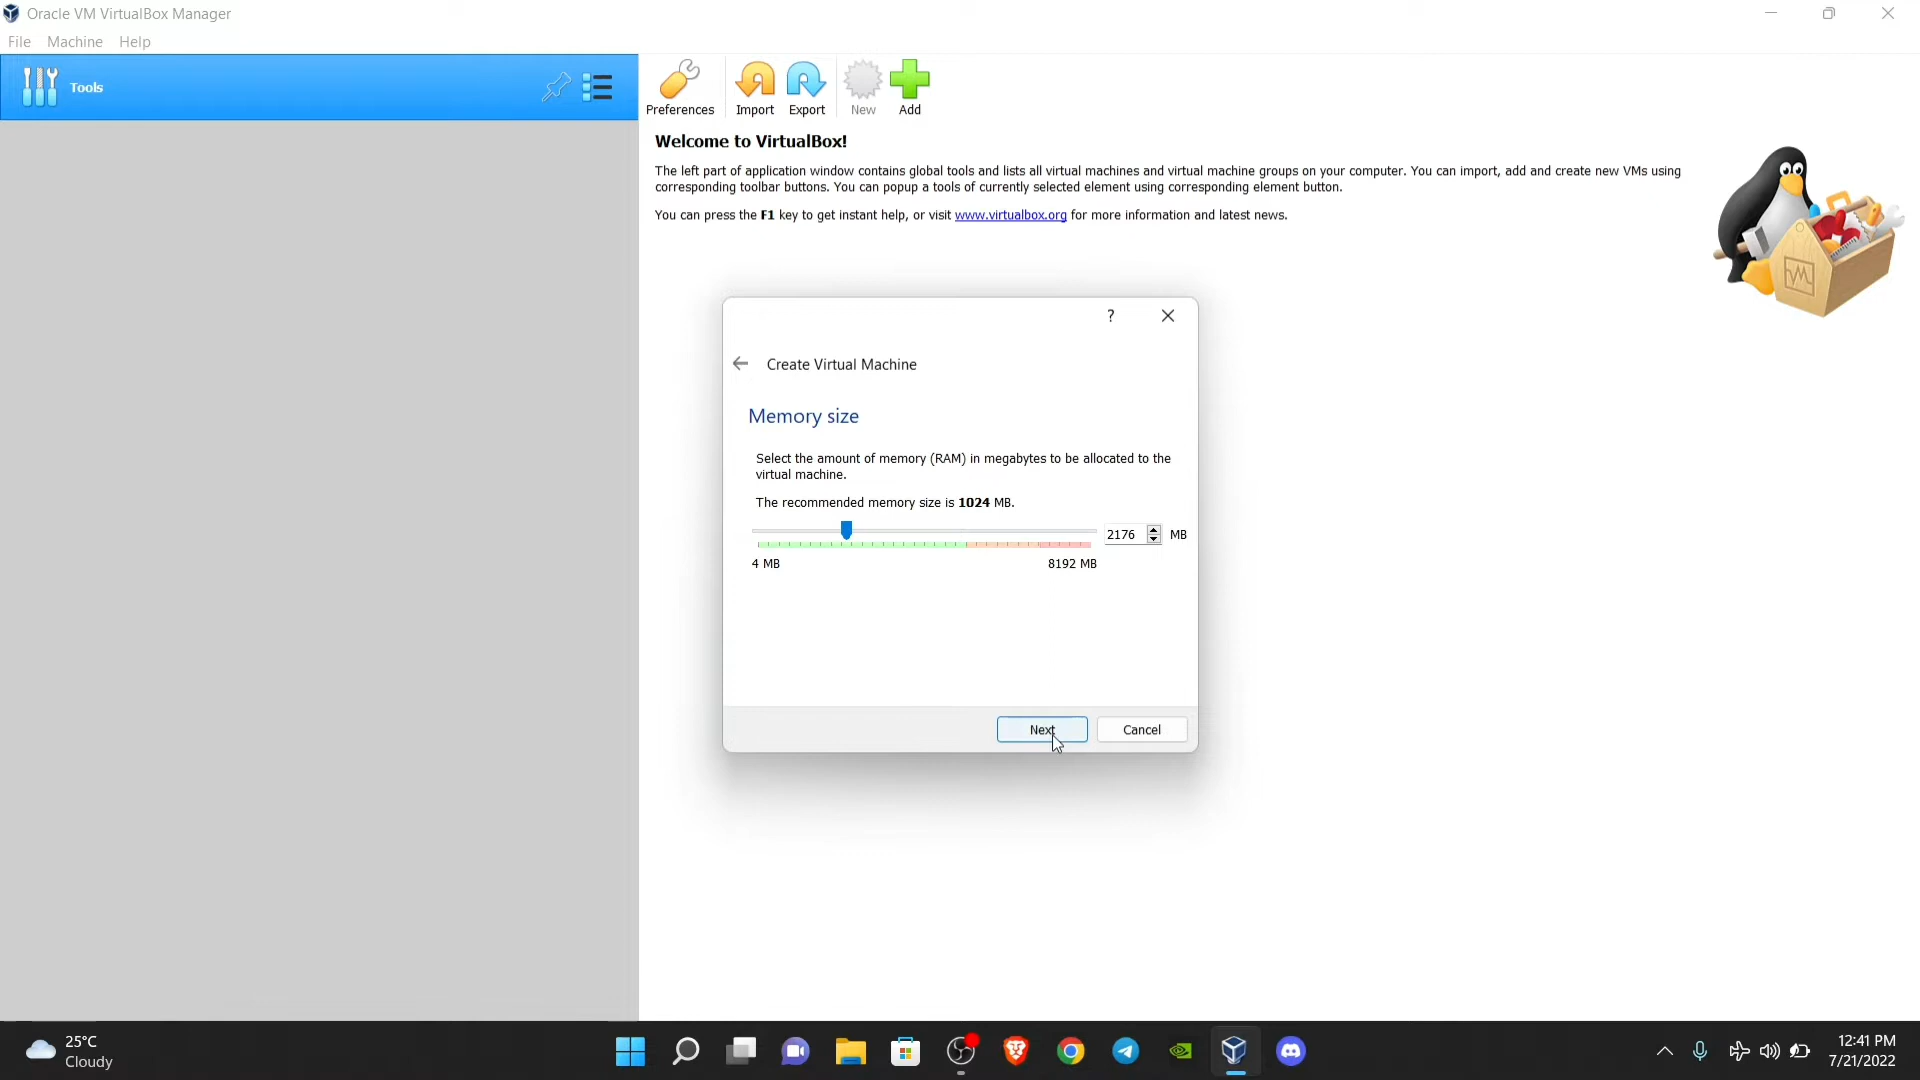 Oracle VM VirtualBox Manager
File Machine Help
Tools
Preferences Import Export New Add
Welcome to VirtualBox!
The left part of application window contains global tools and lists all virtual machines and virtual machine groups on your computer. You can import, add and create new VMs using
corresponding toolbar buttons. You can popup a tools of currently selected element using corresponding element button.
You can press the F1 key to get instant help, or visit www.virtualbox.org for more information and latest news.
?
Create Virtual Machine
Memory size
Select the amount of memory (RAM) in megabytes to be allocated to the
virtual machine.
The recommended memory size is 1024 MB.
2176 MB
4 MB 8192 MB
Next Cancel
25°C
Cloudy
12:41 PM
7/21/2022